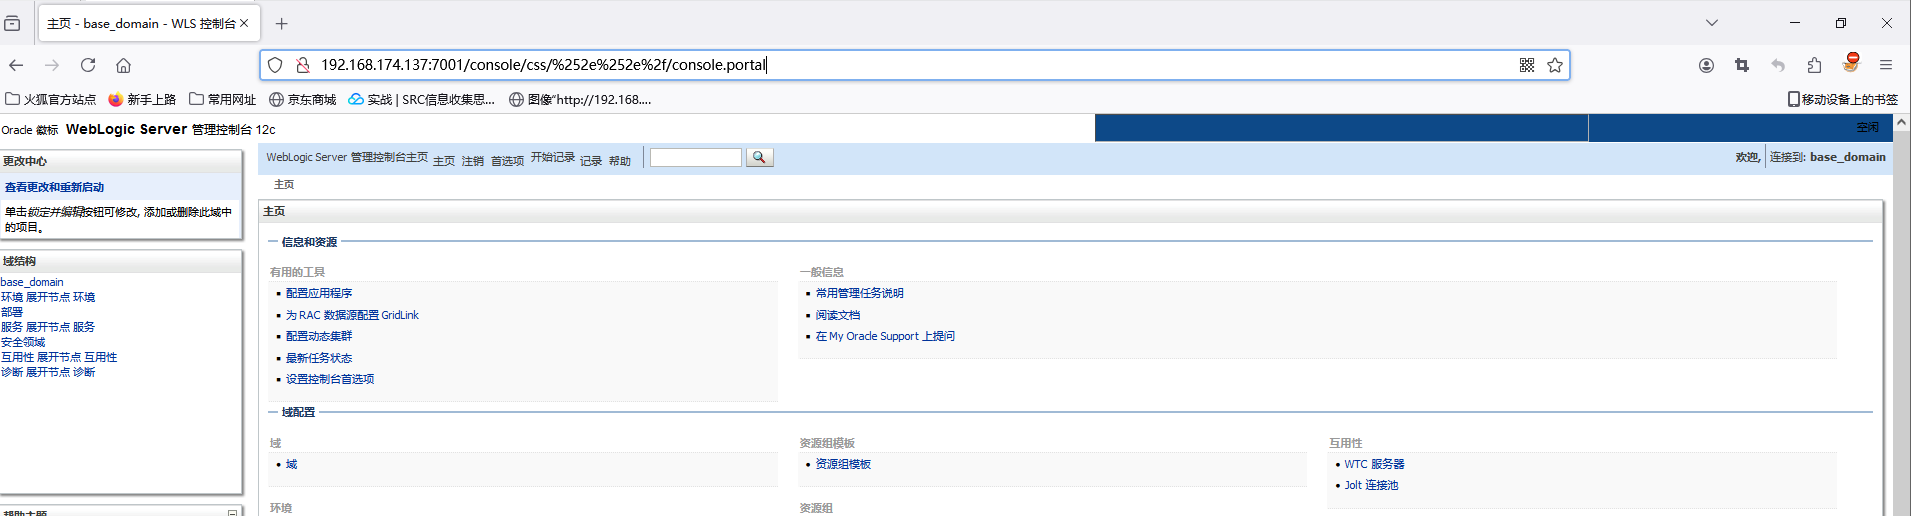 主页 - base_domain - WLS 控制台
192.168.174.137:7001/console/css/%252e%252e%2f/console.portal
火狐官方站点 新手上路 常用网址 京东商城 实战 | SRC信息收集思... 图像“http://192.168.... 移动设备上的书签
Oracle 徽标 WebLogic Server 管理控制台 12c
空闲
更改中心
查看更改和重新启动
单击锁定并编辑按钮可修改, 添加或删除此域中
的项目。
域结构
base_domain
环境 展开节点 环境
部署
服务 展开节点 服务
安全领域
互用性 展开节点 互用性
诊断 展开节点 诊断
帮助主题
WebLogic Server 管理控制台主页 主页 注销 首选项 开始记录 记录 帮助
欢迎, 连接到: base_domain
主页
主页
信息和资源
有用的工具
配置应用程序
为 RAC 数据源配置 GridLink
配置动态集群
最新任务状态
设置控制台首选项
一般信息
常用管理任务说明
阅读文档
在 My Oracle Support 上提问
域配置
域
域
资源组模板
资源组模板
互用性
WTC 服务器
Jolt 连接池
环境
资源组